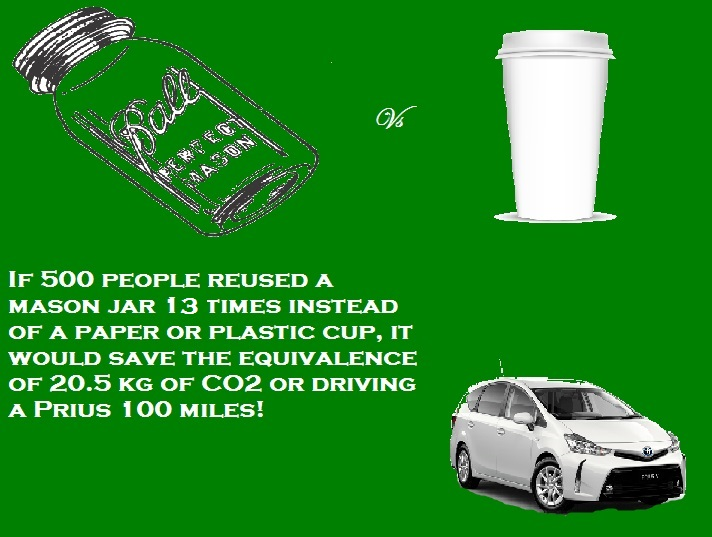 Ball
PERFECT
MASON
Vs
If 500 people reused a
mason jar 13 times instead
of a paper or plastic cup, it
would save the equivalence
of 20.5 kg of CO2 or driving
a Prius 100 miles!